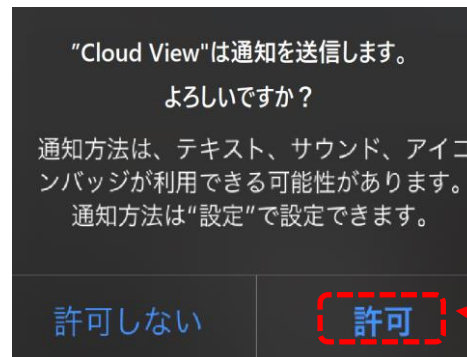 "Cloud View"は通知を送信します。
よろしいですか？
通知方法は、テキスト、サウンド、アイコ
ンバッジが利用できる可能性があります。
通知方法は"設定"で設定できます。
許可しない
許可